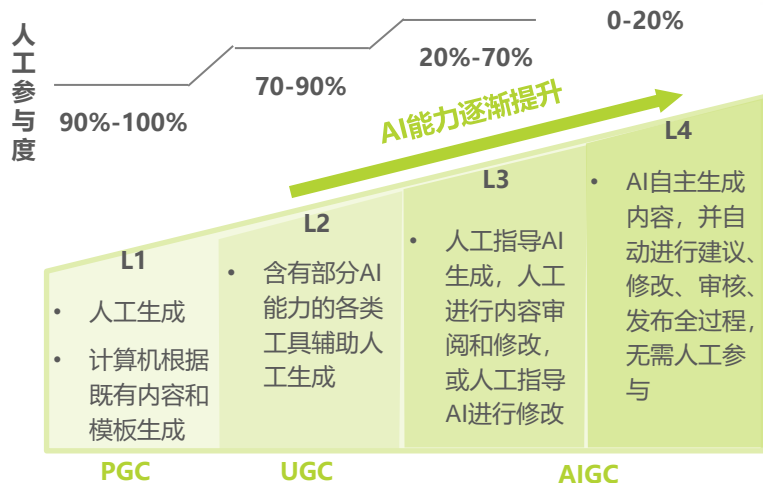 人工参与度
90%-100%
70-90%
20%-70%
0-20%
AI能力逐渐提升
L1
• 人工生成
• 计算机根据
既有内容和
模板生成
L2
• 含有部分AI
能力的各类
工具辅助人
工生成
L3
• 人工指导AI
生成，人工
进行内容审
阅和修改，
或人工指导
AI进行修改
L4
• AI自主生成
内容，并自
动进行建议、
修改、审核、
发布全过程，
无需人工参
与
PGC
UGC
AIGC